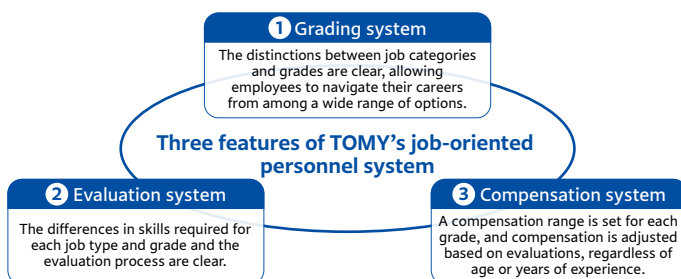 1 Grading system
The distinctions between job categories
and grades are clear, allowing
employees to navigate their careers
from among a wide range of options.
Three features of TOMY’s job-oriented
personnel system
2 Evaluation system
The differences in skills required for
each job type and grade and the
evaluation process are clear.
3 Compensation system
A compensation range is set for each
grade, and compensation is adjusted
based on evaluations, regardless of
age or years of experience.